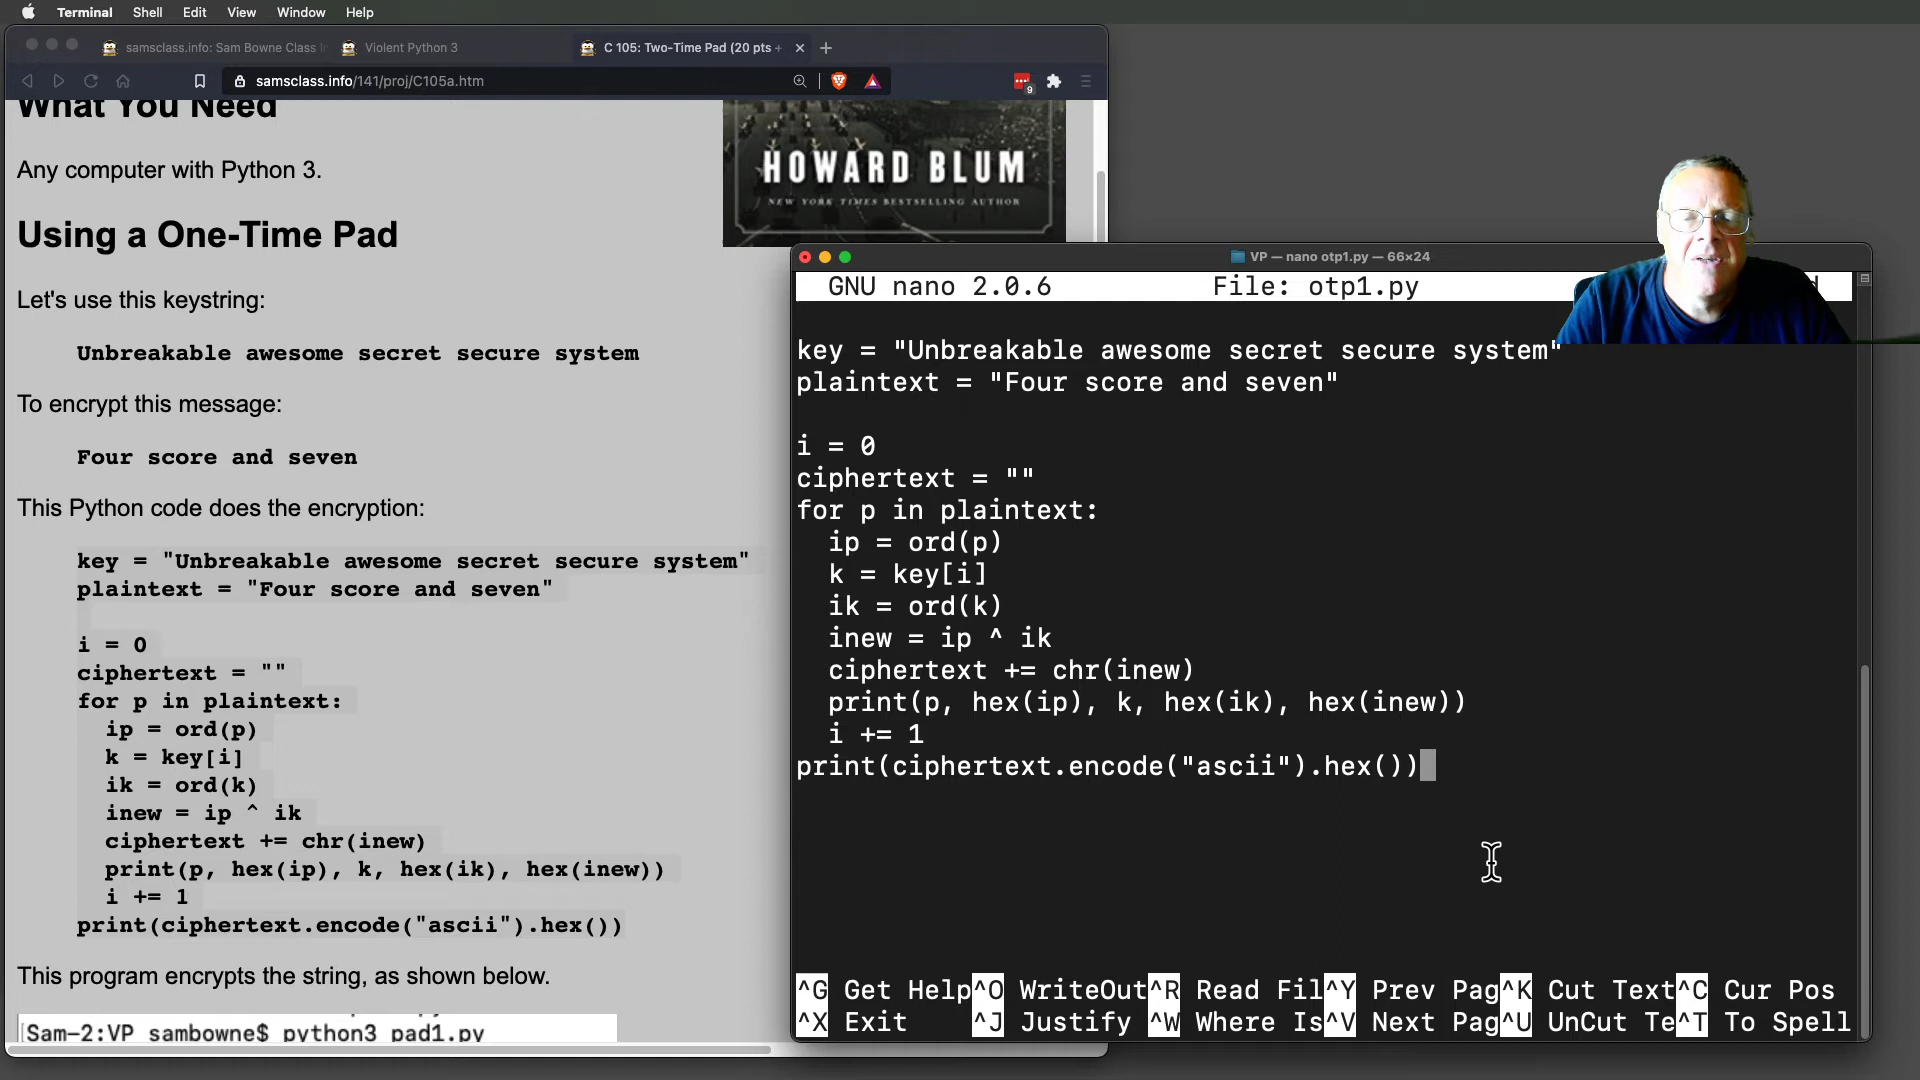 Terminal Shell Edit View Window Help
samsclass.info: Sam Bowne Class
Violent Python 3
C 105: Two-Time Pad (20 pts +
samsclass.info/141/proj/C105a.htm
9
What You Need
Any computer with Python 3.
HOWARD BLUM
NEW YORK TIMES BESTSELLING AUTHOR
Using a One-Time Pad
Let's use this keystring:
Unbreakable awesome secret secure system
To encrypt this message:
Four score and seven
This Python code does the encryption:
key = "Unbreakable awesome secret secure system"
plaintext = "Four score and seven"
i = 0
ciphertext = ""
for p in plaintext:
  ip = ord(p)
  k = key[i]
  ik = ord(k)
  inew = ip ^ ik
  ciphertext += chr(inew)
  print(p, hex(ip), k, hex(ik), hex(inew))
  i += 1
print(ciphertext.encode("ascii").hex())
This program encrypts the string, as shown below.
[Sam-2:VP sambowne$ python3 pad1.py
VP — nano otp1.py — 66×24
GNU nano 2.0.6 File: otp1.py
key = "Unbreakable awesome secret secure system"
plaintext = "Four score and seven"
i = 0
ciphertext = ""
for p in plaintext:
  ip = ord(p)
  k = key[i]
  ik = ord(k)
  inew = ip ^ ik
  ciphertext += chr(inew)
  print(p, hex(ip), k, hex(ik), hex(inew))
  i += 1
print(ciphertext.encode("ascii").hex())
^G Get Help ^O WriteOut ^R Read Fil ^Y Prev Pag ^K Cut Text ^C Cur Pos
^X Exit ^J Justify ^W Where Is ^V Next Pag ^U UnCut Te ^T To Spell